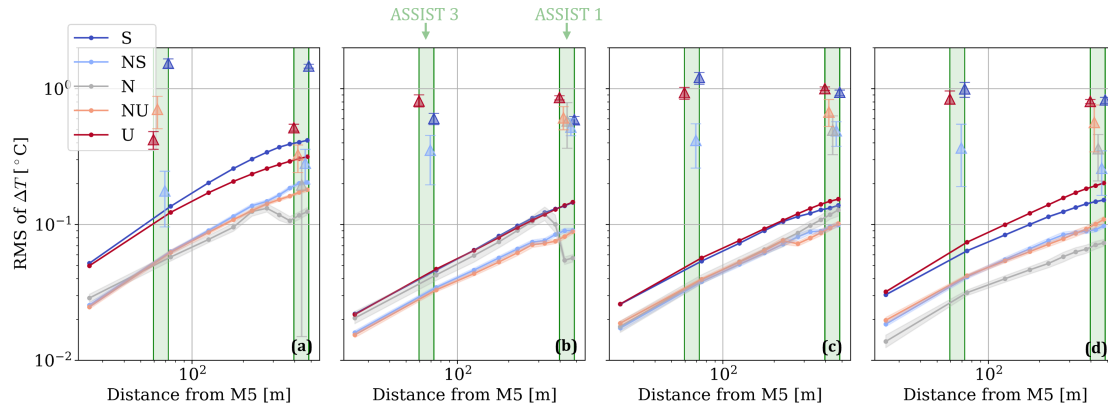 ASSIST 3 ASSIST 1
S
NS
N
NU
U
RMS of ΔT [°C]
10⁰
10⁻¹
10⁻²
(a) (b) (c) (d)
10² 10² 10² 10²
Distance from M5 [m] Distance from M5 [m] Distance from M5 [m] Distance from M5 [m]